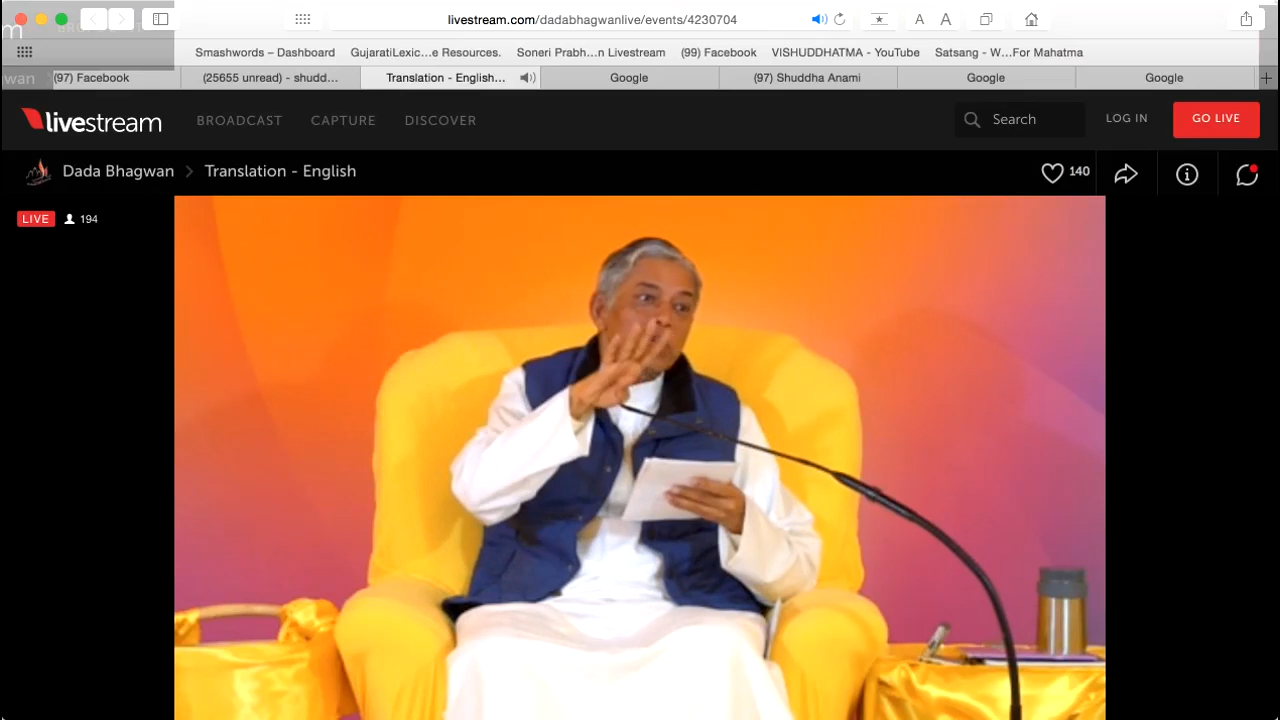 livestream.com/dadabhagwanlive/events/4230704
A A
Smashwords – Dashboard GujaratiLexic...e Resources. Soneri Prabh...n Livestream (99) Facebook VISHUDDHATMA - YouTube Satsang - W...For Mahatma
wan (97) Facebook (25655 unread) - shudd... Translation - English... Google (97) Shuddha Anami Google Google
livestream BROADCAST CAPTURE DISCOVER Search LOG IN GO LIVE
Dada Bhagwan Translation - English 140
LIVE 194